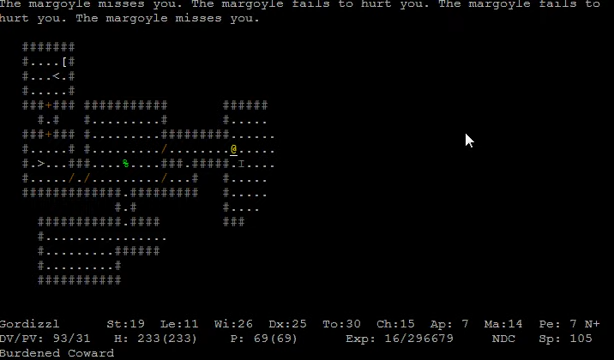 The margoyle misses you. The margoyle fails to hurt you. The margoyle fails to
hurt you. The margoyle misses you.
#######
#....[#
#...<.#
#.....#
###+### ########### ######
#.# #.........# #.....
###+### #.........#########......
#.....# #........./........@.....
#.>...###....%....###.#####.I....
#....././........./...# #.....
#############.######### #.....
#.# #....
###########.#### ###
#................
#.........######
#.........#
###########
Gordizzl St:19 Le:11 Wi:26 Dx:25 To:30 Ch:15 Ap: 7 Ma:14 Pe: 7 N+
DV/PV: 93/31 H: 233(233) P: 69(69) Exp: 16/296679 NDC Sp: 105
Burdened Coward